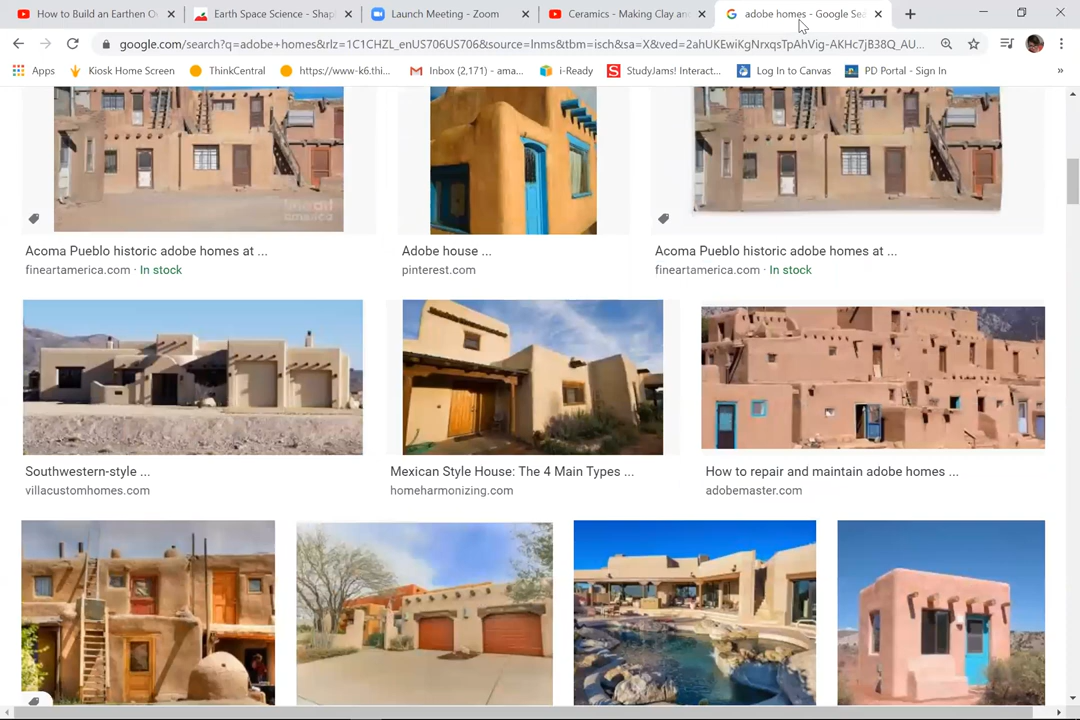 How to Build an Earthen O
Earth Space Science - Shap
Launch Meeting - Zoom
Ceramics - Making Clay an
adobe homes - Google Sea
google.com/search?q=adobe+homes&rlz=1C1CHZL_enUS706US706&source=lnms&tbm=isch&sa=X&ved=2ahUKEwiKgNrxqsTpAhVig-AKHc7jB38Q_AU...
Apps
Kiosk Home Screen
ThinkCentral
https://www-k6.thi...
Inbox (2,171) - ama...
i-Ready
StudyJams! Interact...
Log In to Canvas
PD Portal - Sign In
»
fineart
america
Acoma Pueblo historic adobe homes at ...
fineartamerica.com · In stock
Adobe house ...
pinterest.com
Acoma Pueblo historic adobe homes at ...
fineartamerica.com · In stock
Southwestern-style ...
villacustomhomes.com
Mexican Style House: The 4 Main Types ...
homeharmonizing.com
How to repair and maintain adobe homes ...
adobemaster.com